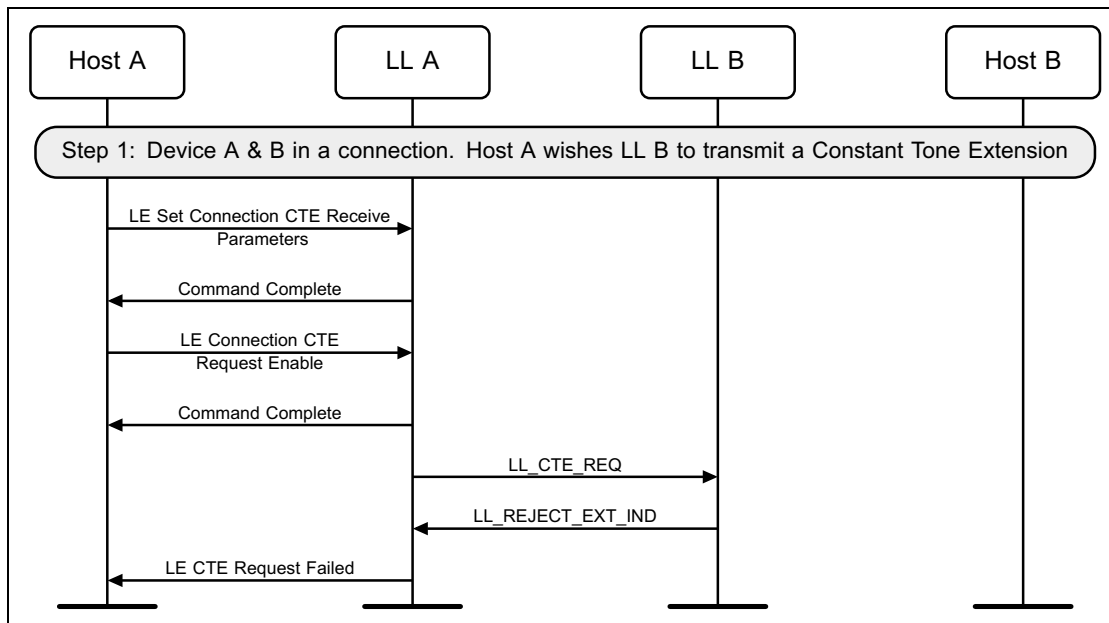 Host A
LL A
LL B
Host B
Step 1: Device A & B in a connection. Host A wishes LL B to transmit a Constant Tone Extension
LE Set Connection CTE Receive
Parameters
Command Complete
LE Connection CTE
Request Enable
Command Complete
LL_CTE_REQ
LL_REJECT_EXT_IND
LE CTE Request Failed